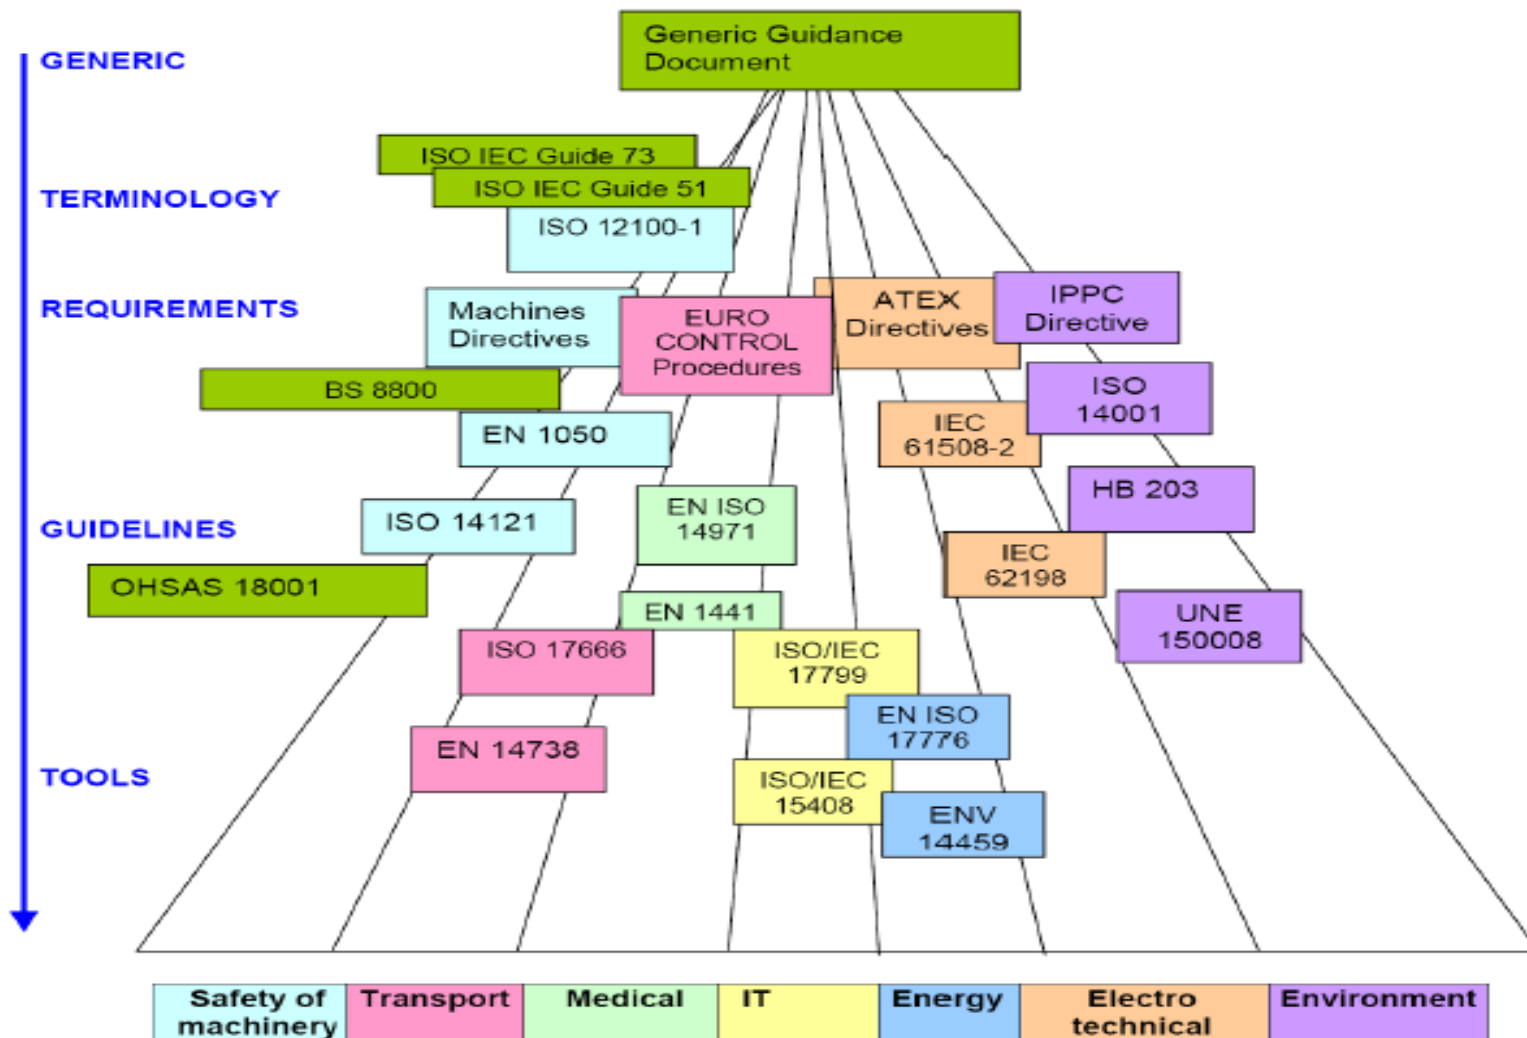 GENERIC
Generic Guidance
Document
ISO IEC Guide 73
ISO IEC Guide 51
TERMINOLOGY
ISO 12100-1
REQUIREMENTS
Machines
Directives
EURO
CONTROL
Procedures
ATEX
Directives
IPPC
Directive
BS 8800
ISO
14001
EN 1050
IEC
61508-2
HB 203
GUIDELINES
ISO 14121
EN ISO
14971
IEC
62198
OHSAS 18001
EN 1441
UNE
150008
ISO 17666
ISO/IEC
17799
EN ISO
17776
EN 14738
TOOLS
ISO/IEC
15408
ENV
14459
Safety of
machinery
Transport
Medical
IT
Energy
Electro
technical
Environment